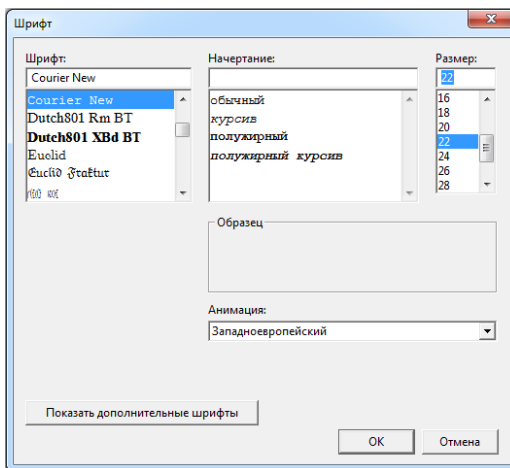 Шрифт
Шрифт:
Courier New
Courier New
Dutch801 Rm BT
Dutch801 XBd BT
Euclid
Euclid Fraktur
Начертание:
обычный
курсив
полужирный
полужирный курсив
Размер:
22
16
18
20
22
24
26
28
Образец
Анимация:
Западноевропейский
Показать дополнительные шрифты
ОК
Отмена